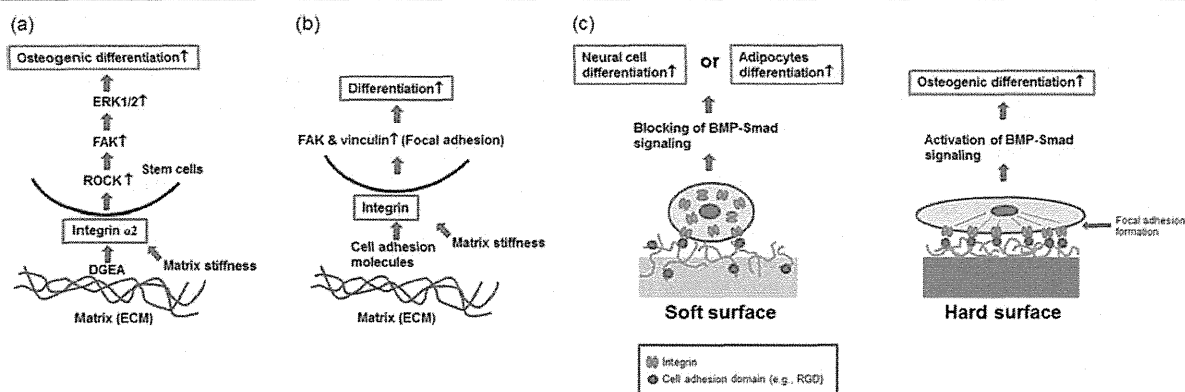 (a)
Osteogenic differentiation↑
ERK1/2↑
FAK↑
ROCK↑
Stem cells
Integrin α2
DGEA
Matrix stiffness
Matrix (ECM)
(b)
Differentiation↑
FAK & vinculin↑ (Focal adhesion)
Integrin
Cell adhesion
molecules
Matrix stiffness
Matrix (ECM)
(c)
Neural cell
differentiation↑
or
Adipocytes
differentiation↑
Blocking of BMP-Smad
signaling
Soft surface
Osteogenic differentiation↑
Activation of BMP-Smad
signaling
Focal adhesion
formation
Hard surface
Integrin
Cell adhesion domain (e.g., RGD)